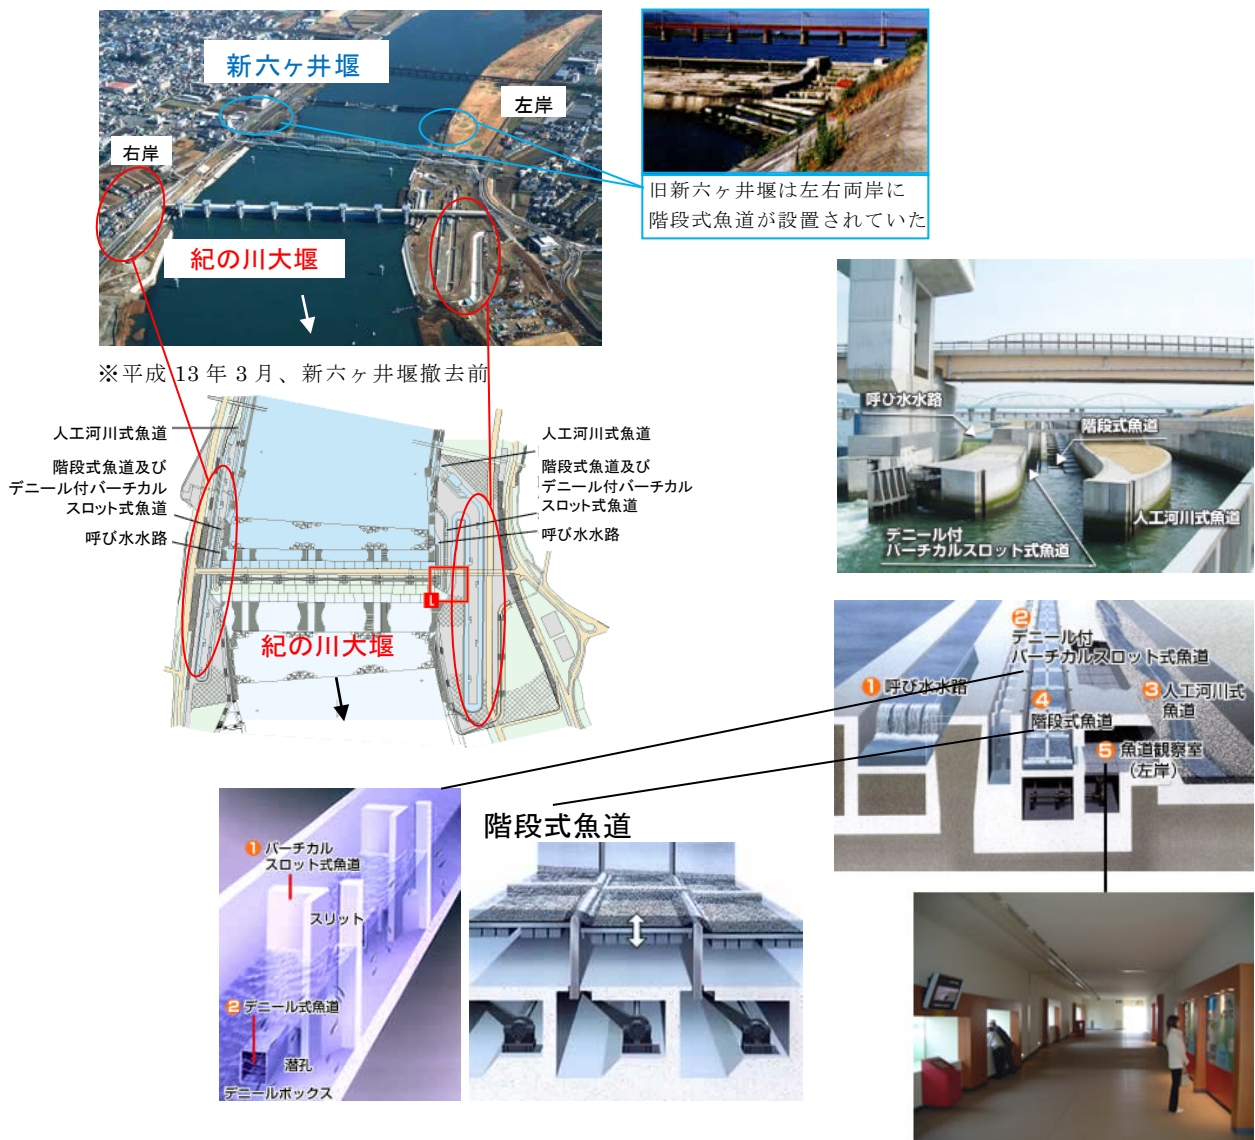 新六ヶ井堰
左岸
右岸
紀の川大堰
旧新六ヶ井堰は左右両岸に
階段式魚道が設置されていた
※平成 13 年 3 月、新六ヶ井堰撤去前
人工河川式魚道
階段式魚道及び
デニール付バーチカル
スロット式魚道
呼び水水路
人工河川式魚道
階段式魚道及び
デニール付バーチカル
スロット式魚道
呼び水水路
紀の川大堰
呼び水水路
階段式魚道
人工河川式魚道
デニール付
バーチカルスロット式魚道
2
デニール付
バーチカルスロット式魚道
1 呼び水水路
3 人工河川式
魚道
4
階段式魚道
5 魚道観察室
（左岸）
1 バーチカル
スロット式魚道
スリット
2 デニール式魚道
潜孔
デニールボックス
階段式魚道